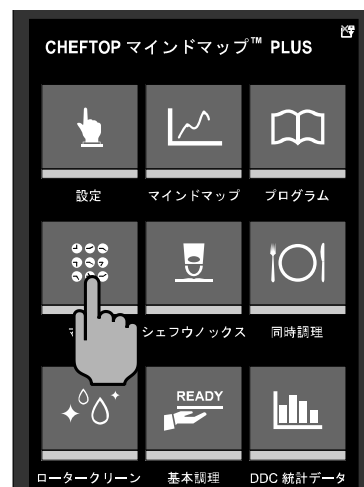 CHEFTOP マインドマップ™ PLUS
設定 マインドマップ プログラム
シェフウノックス 同時調理
READY
ロータークリーン 基本調理 DDC 統計データ